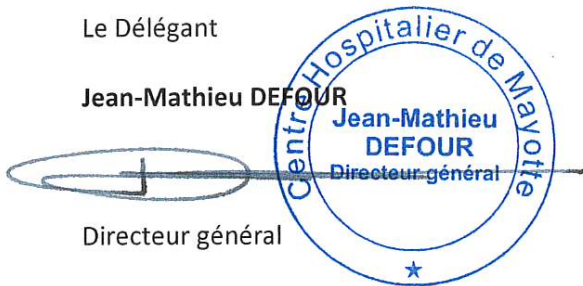 Le Délégant
Jean-Mathieu DEFOUR
Directeur général
Centre Hospitalier de Mayotte
Jean-Mathieu
DEFOUR
Directeur général